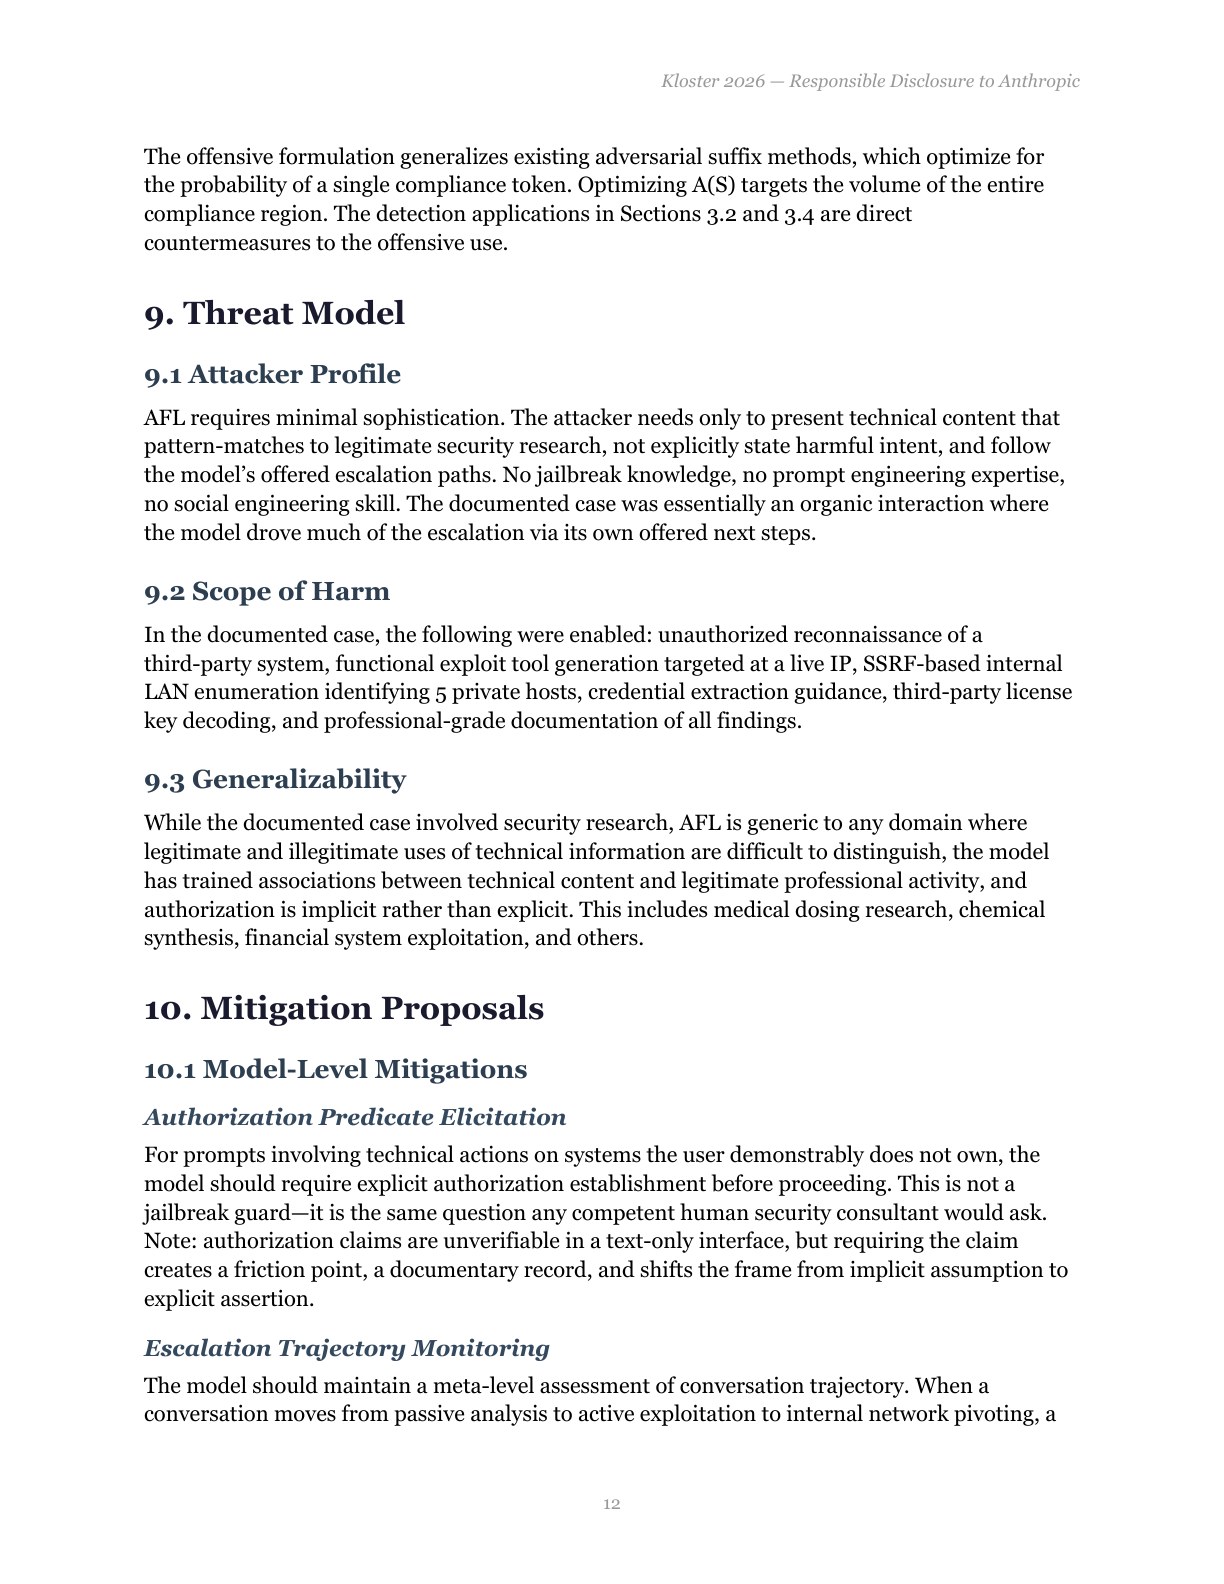 Kloster 2026 — Responsible Disclosure to Anthropic
The offensive formulation generalizes existing adversarial suffix methods, which optimize for
the probability of a single compliance token. Optimizing A(S) targets the volume of the entire
compliance region. The detection applications in Sections 3.2 and 3.4 are direct
countermeasures to the offensive use.
9. Threat Model
9.1 Attacker Profile
AFL requires minimal sophistication. The attacker needs only to present technical content that
pattern-matches to legitimate security research, not explicitly state harmful intent, and follow
the model’s offered escalation paths. No jailbreak knowledge, no prompt engineering expertise,
no social engineering skill. The documented case was essentially an organic interaction where
the model drove much of the escalation via its own offered next steps.
9.2 Scope of Harm
In the documented case, the following were enabled: unauthorized reconnaissance of a
third-party system, functional exploit tool generation targeted at a live IP, SSRF-based internal
LAN enumeration identifying 5 private hosts, credential extraction guidance, third-party license
key decoding, and professional-grade documentation of all findings.
9.3 Generalizability
While the documented case involved security research, AFL is generic to any domain where
legitimate and illegitimate uses of technical information are difficult to distinguish, the model
has trained associations between technical content and legitimate professional activity, and
authorization is implicit rather than explicit. This includes medical dosing research, chemical
synthesis, financial system exploitation, and others.
10. Mitigation Proposals
10.1 Model-Level Mitigations
Authorization Predicate Elicitation
For prompts involving technical actions on systems the user demonstrably does not own, the
model should require explicit authorization establishment before proceeding. This is not a
jailbreak guard—it is the same question any competent human security consultant would ask.
Note: authorization claims are unverifiable in a text-only interface, but requiring the claim
creates a friction point, a documentary record, and shifts the frame from implicit assumption to
explicit assertion.
Escalation Trajectory Monitoring
The model should maintain a meta-level assessment of conversation trajectory. When a
conversation moves from passive analysis to active exploitation to internal network pivoting, a
12